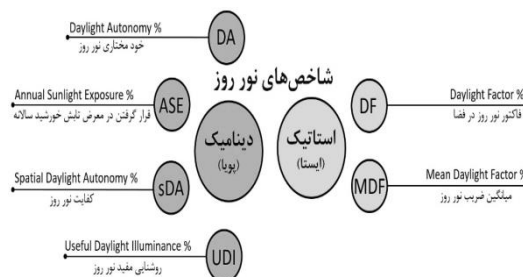 Daylight Autonomy %
خود مختاری نور روز
DA
شاخص‌های نور روز
Annual Sunlight Exposure %
قرار گرفتن در معرض تابش خورشید سالانه
ASE
Daylight Factor %
فاکتور نور روز در فضا
DF
دینامیک
(پویا)
استاتیک
(ایستا)
Spatial Daylight Autonomy %
کفایت نور روز
sDA
Mean Daylight Factor %
میانگین ضریب نور روز
MDF
Useful Daylight Illuminance %
روشنایی مفید نور روز
UDI